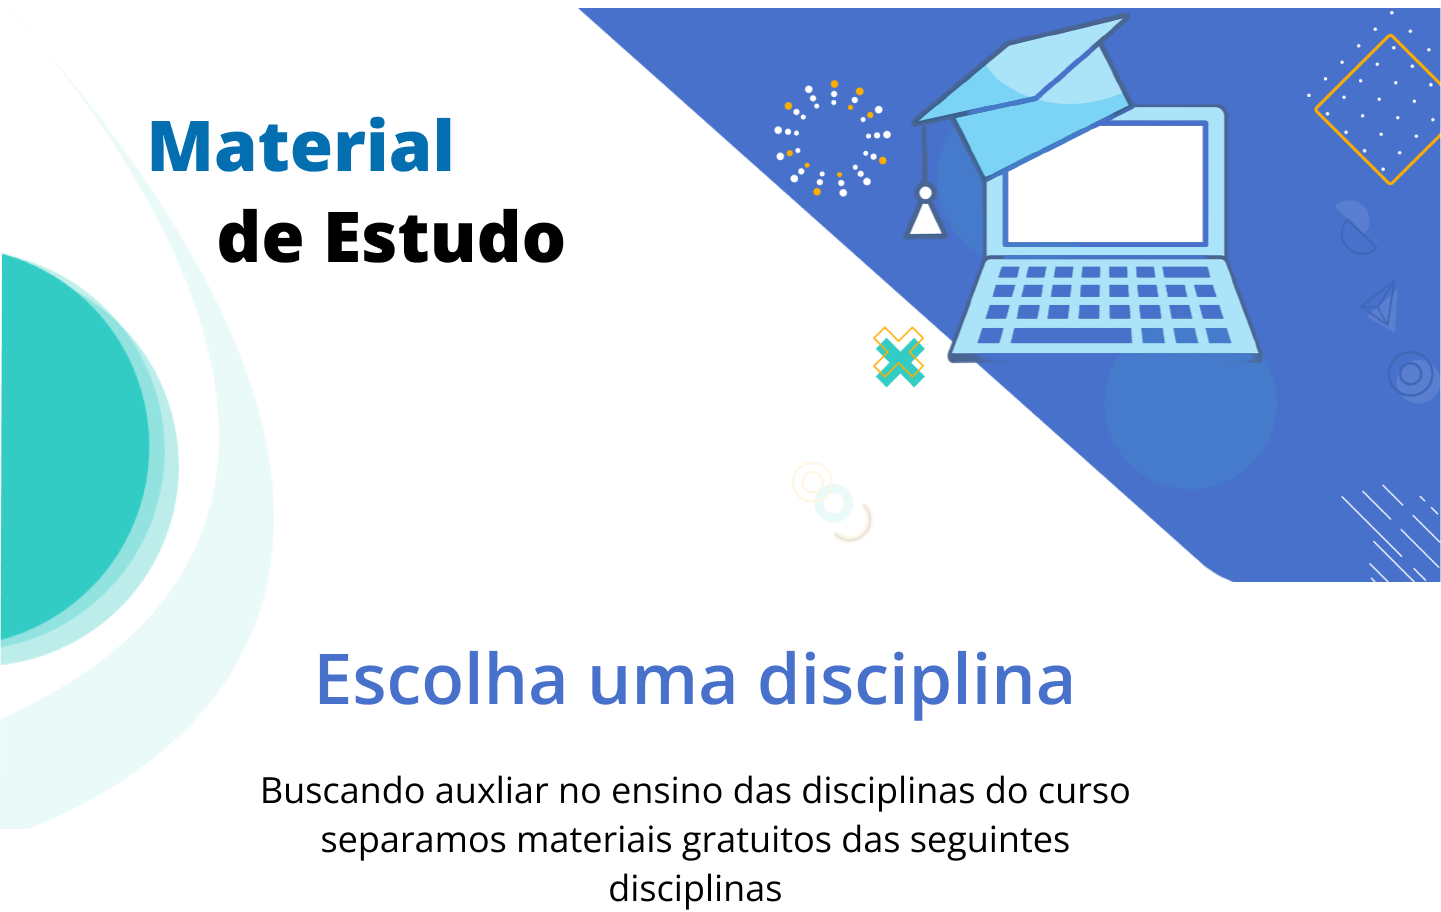 Material
de Estudo
Escolha uma disciplina
Buscando auxliar no ensino das disciplinas do curso
separamos materiais gratuitos das seguintes
disciplinas